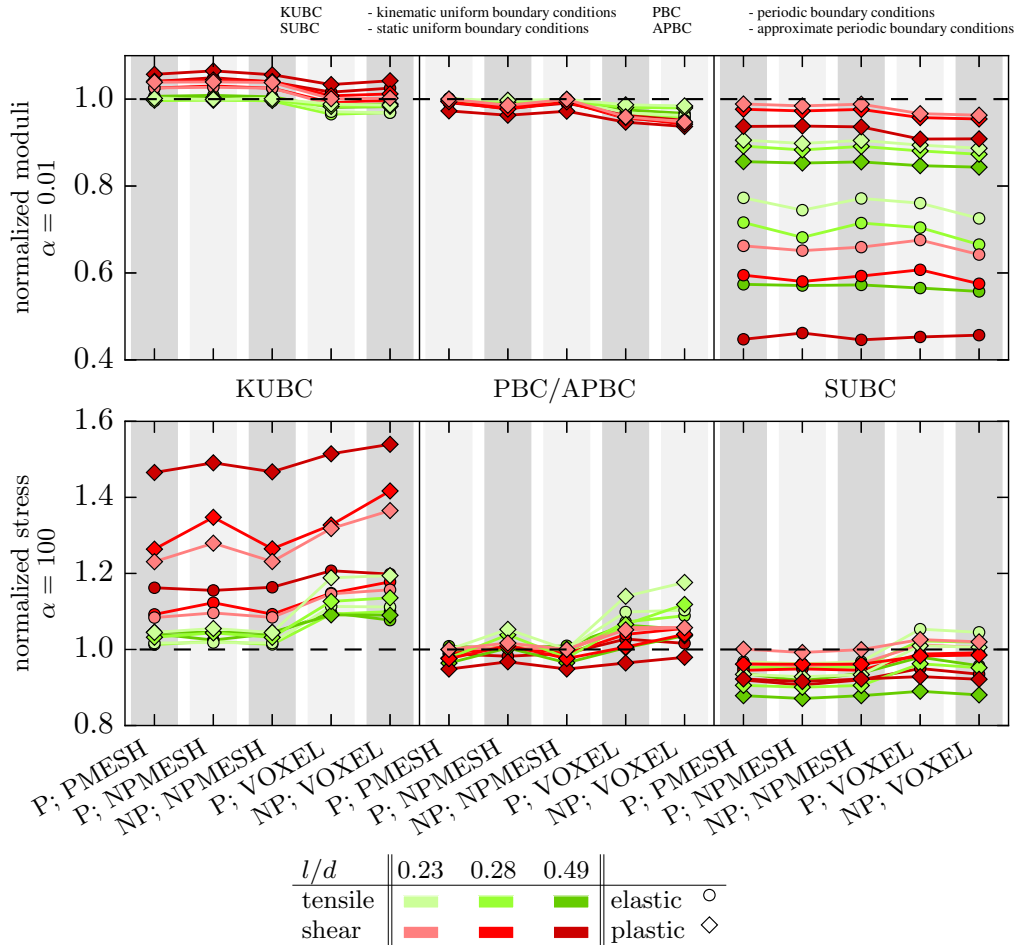 KUBC - kinematic uniform boundary conditions PBC - periodic boundary conditions
SUBC - static uniform boundary conditions APBC - approximate periodic boundary conditions
normalized moduli
α = 0.01
1.0
0.8
0.6
0.4
KUBC PBC/APBC SUBC
normalized stress
α = 100
1.6
1.4
1.2
1.0
0.8
P; PMESH
P; NPMESH
NP; NPMESH
P; VOXEL
NP; VOXEL
P; PMESH
P; NPMESH
NP; NPMESH
P; VOXEL
NP; VOXEL
P; PMESH
P; NPMESH
NP; NPMESH
P; VOXEL
NP; VOXEL
l/d 0.23 0.28 0.49
tensile elastic
shear plastic